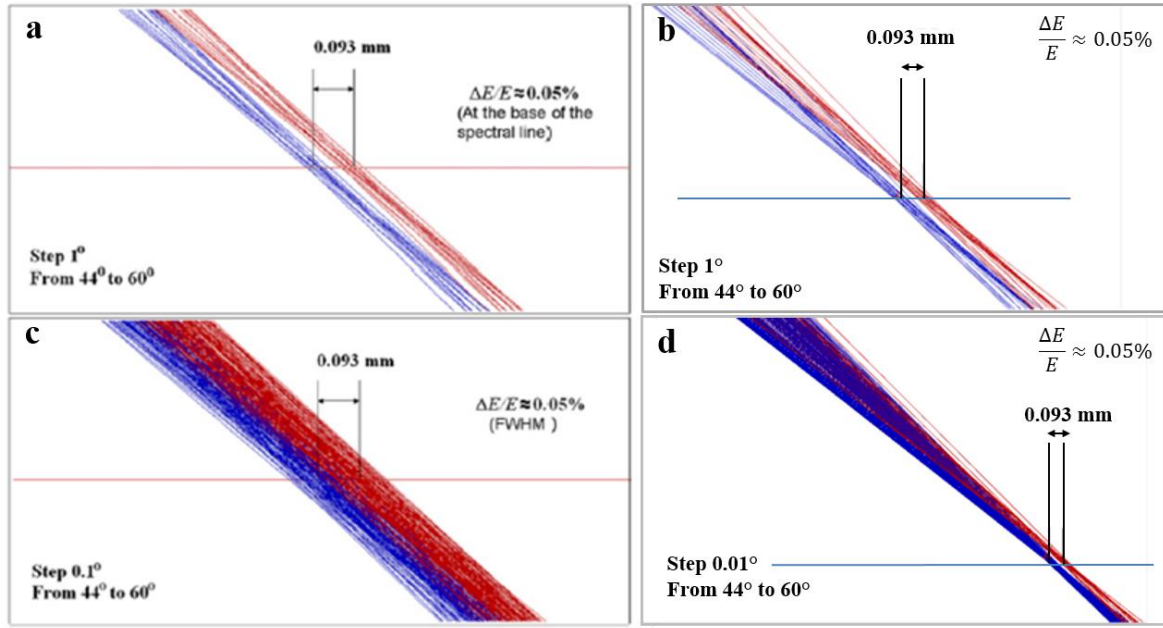 a
0.093 mm
ΔE/E≈0.05%
(At the base of the
spectral line)
Step 1⁰
From 44⁰ to 60⁰
b
0.093 mm
ΔE
E
≈ 0.05%
Step 1°
From 44° to 60°
c
0.093 mm
ΔE/E≈0.05%
(FWHM )
Step 0.1⁰
From 44⁰ to 60⁰
d
ΔE
E
≈ 0.05%
0.093 mm
Step 0.01°
From 44° to 60°